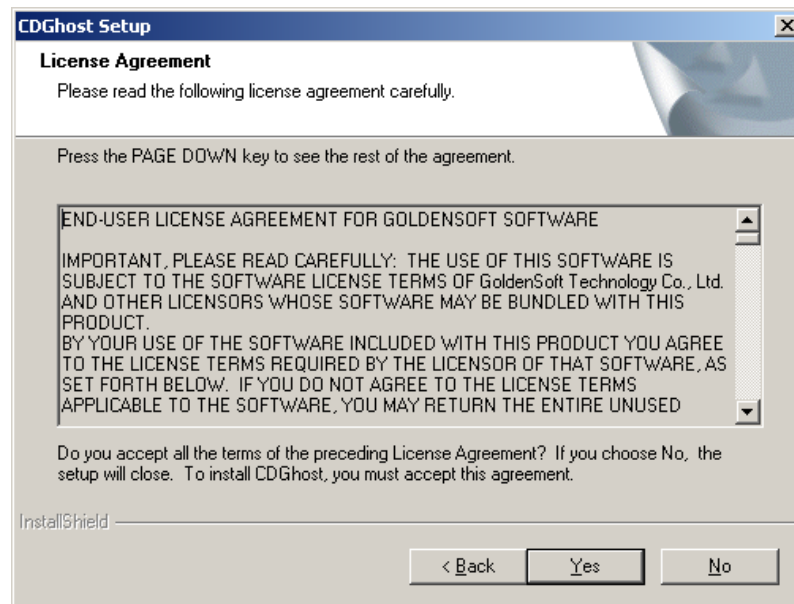 CDGhost Setup
License Agreement
Please read the following license agreement carefully.
Press the PAGE DOWN key to see the rest of the agreement.
END-USER LICENSE AGREEMENT FOR GOLDENSOFT SOFTWARE
IMPORTANT, PLEASE READ CAREFULLY:  THE USE OF THIS SOFTWARE IS
SUBJECT TO THE SOFTWARE LICENSE TERMS OF GoldenSoft Technology Co., Ltd.
AND OTHER LICENSORS WHOSE SOFTWARE MAY BE BUNDLED WITH THIS
PRODUCT.
BY YOUR USE OF THE SOFTWARE INCLUDED WITH THIS PRODUCT YOU AGREE
TO THE LICENSE TERMS REQUIRED BY THE LICENSOR OF THAT SOFTWARE, AS
SET FORTH BELOW.  IF YOU DO NOT AGREE TO THE LICENSE TERMS
APPLICABLE TO THE SOFTWARE, YOU MAY RETURN THE ENTIRE UNUSED
Do you accept all the terms of the preceding License Agreement?  If you choose No,  the
setup will close.  To install CDGhost, you must accept this agreement.
InstallShield
< Back
Yes
No